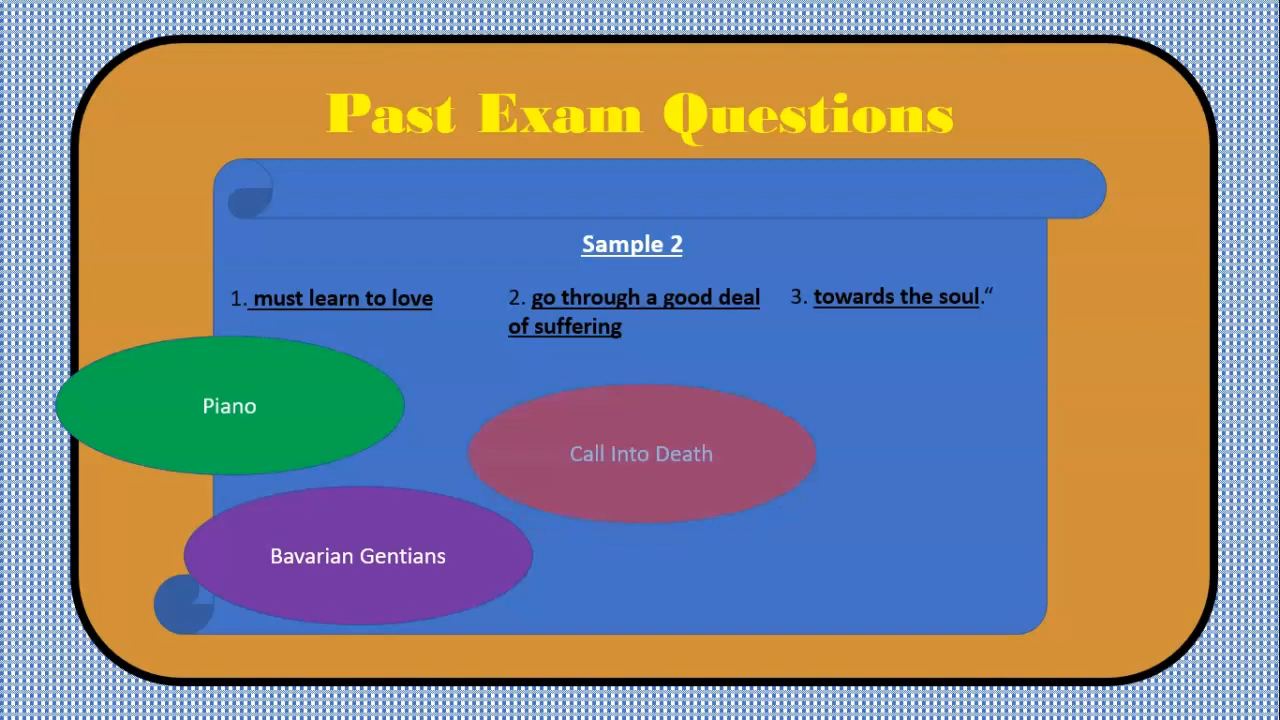 Past Exam Questions
Sample 2
1. must learn to love
2. go through a good deal
of suffering
3. towards the soul.“
Piano
Call Into Death
Bavarian Gentians